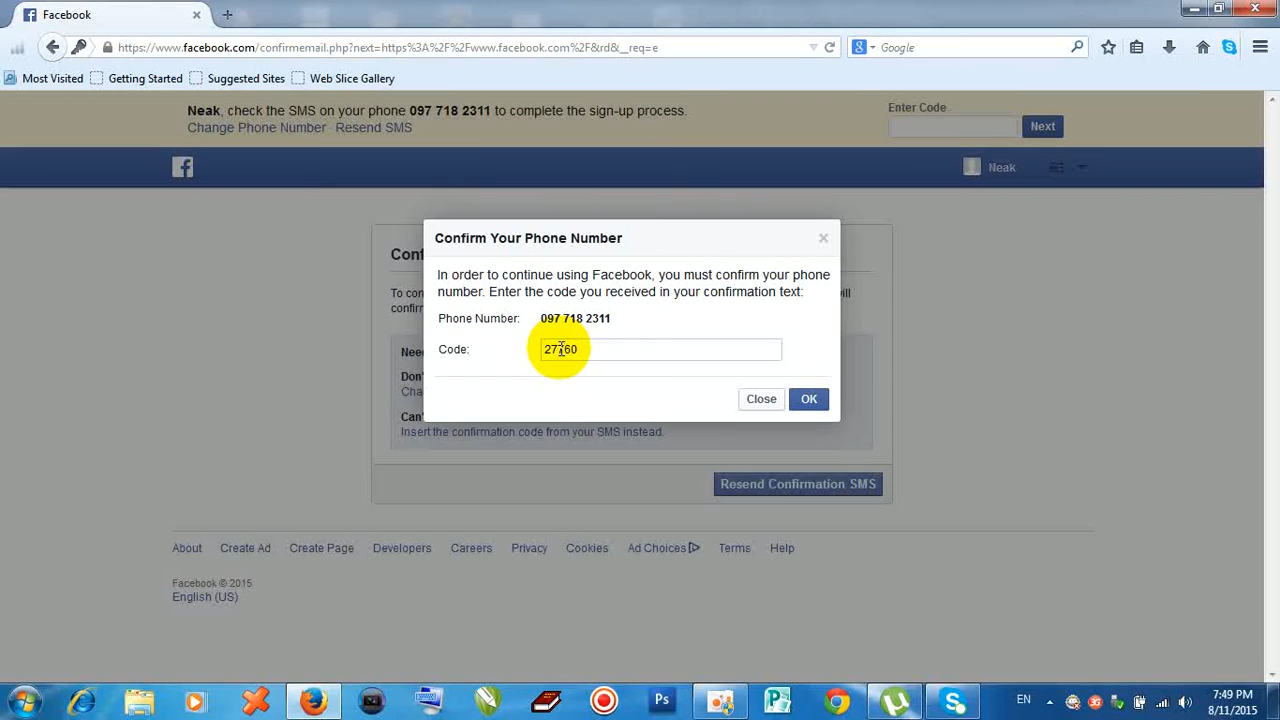 Facebook
https://www.facebook.com/confirmemail.php?next=https%3A%2F%2Fwww.facebook.com%2F&rd&__req=e
Google
Most Visited Getting Started Suggested Sites Web Slice Gallery
Neak, check the SMS on your phone 097 718 2311 to complete the sign-up process.
Change Phone Number · Resend SMS
Enter Code
Next
Neak
Confirm Your Phone Number
In order to continue using Facebook, you must confirm your phone
number. Enter the code you received in your confirmation text:
Phone Number: 097 718 2311
Code:
Close OK
Insert the confirmation code from your SMS instead.
Resend Confirmation SMS
About Create Ad Create Page Developers Careers Privacy Cookies Ad Choices Terms Help
Facebook © 2015
English (US)
Ps
EN
7:49 PM
8/11/2015